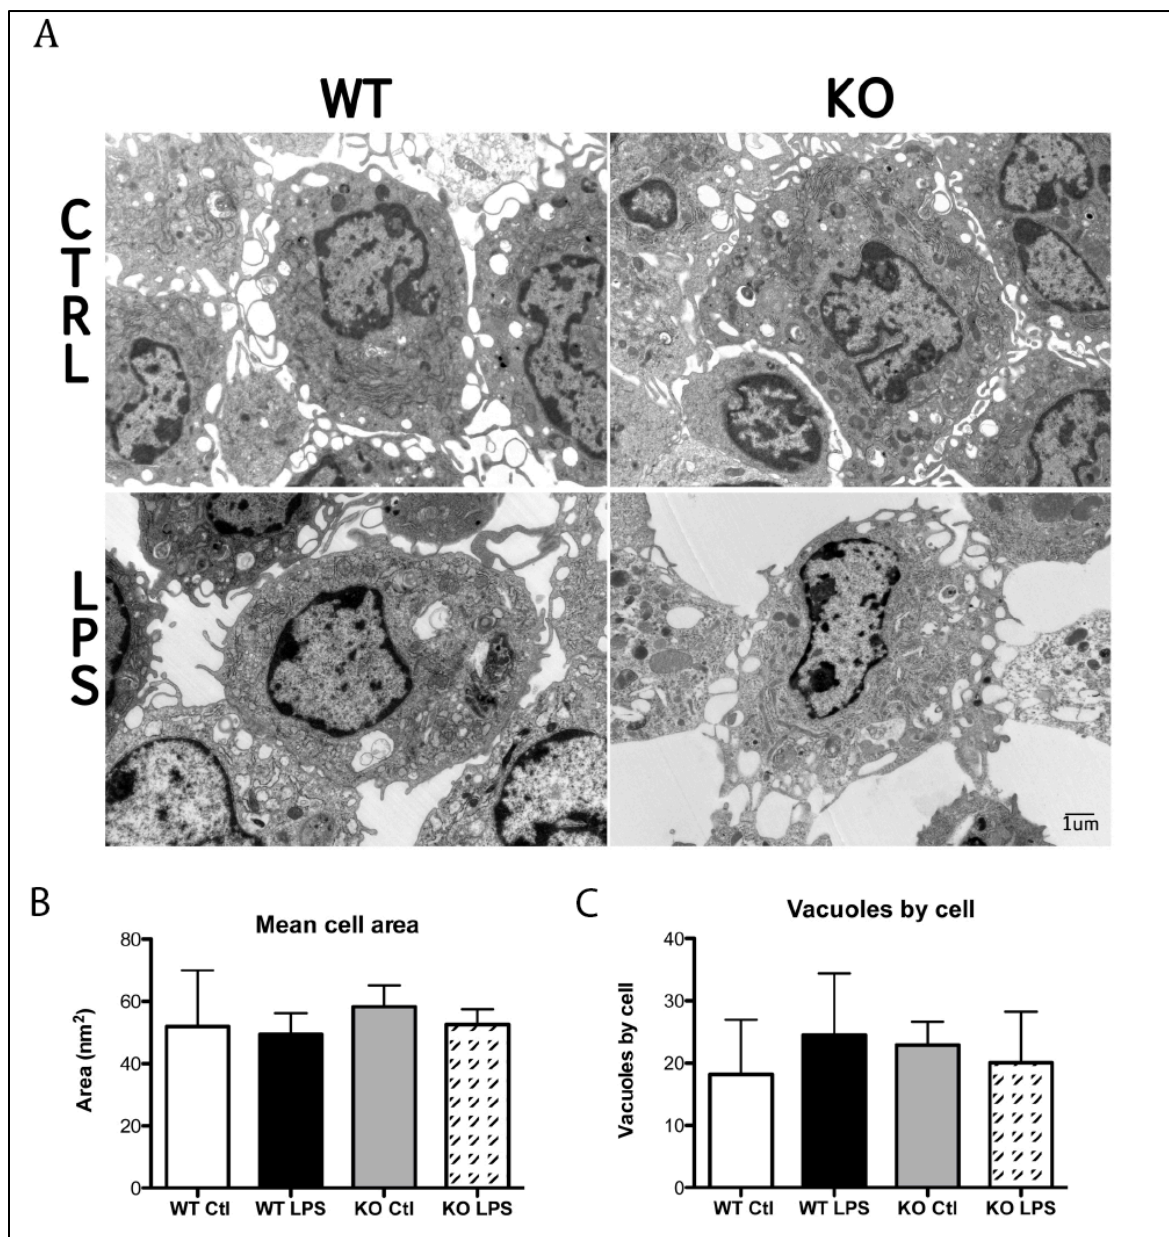 A
WT
KO
C
T
R
L
L
P
S
1um
B
Mean cell area
Area (nm²)
80
60
40
20
0
WT Ctl
WT LPS
KO Ctl
KO LPS
C
Vacuoles by cell
Vacuoles by cell
40
30
20
10
0
WT Ctl
WT LPS
KO Ctl
KO LPS